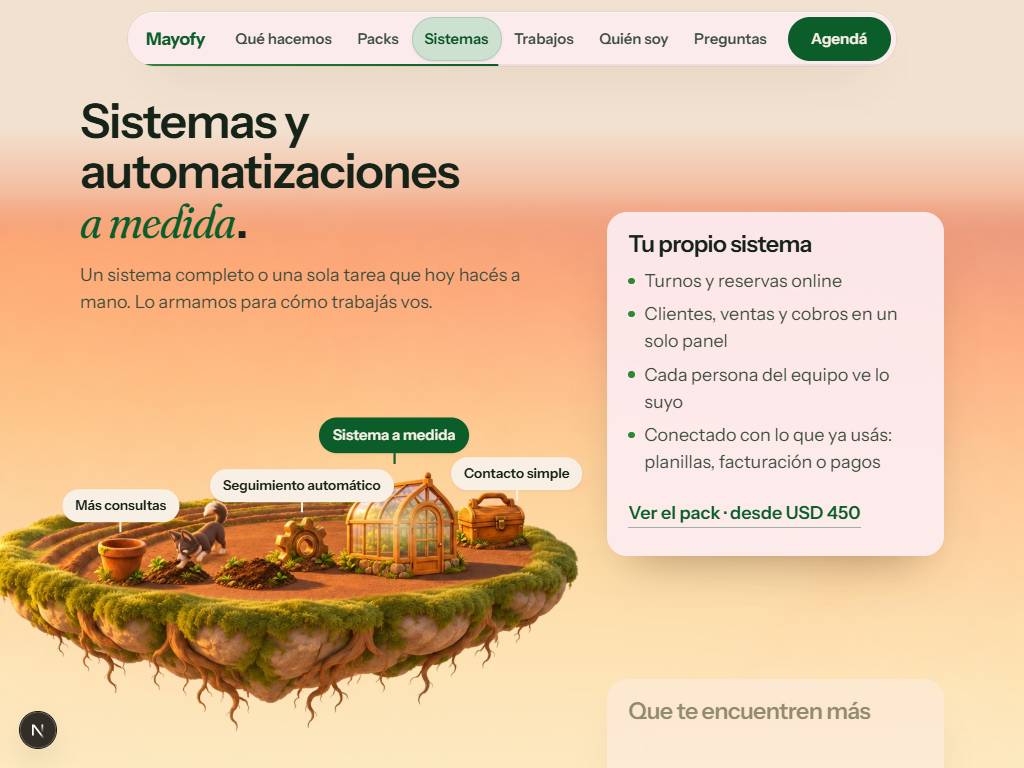 Mayofy
Qué hacemos
Packs
Sistemas
Trabajos
Quién soy
Preguntas
Agendá
Sistemas y
automatizaciones
a medida.
Un sistema completo o una sola tarea que hoy hacés a
mano. Lo armamos para cómo trabajás vos.
Sistema a medida
Contacto simple
Seguimiento automático
Más consultas
Tu propio sistema
Turnos y reservas online
Clientes, ventas y cobros en un
solo panel
Cada persona del equipo ve lo
suyo
Conectado con lo que ya usás:
planillas, facturación o pagos
Ver el pack · desde USD 450
Que te encuentren más
N